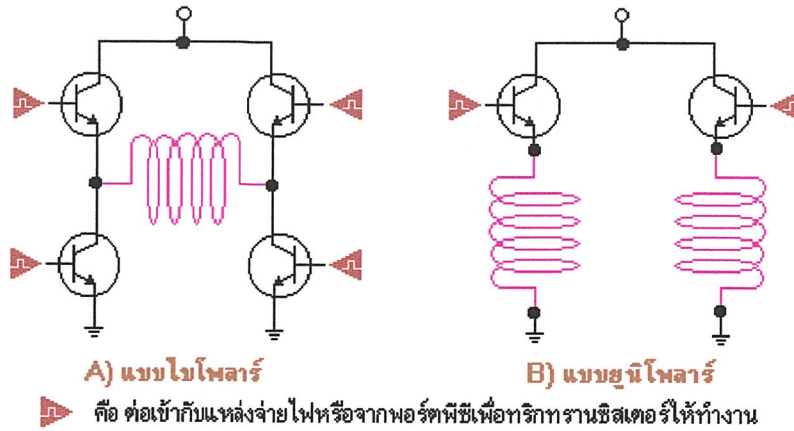 A) แบบไบโพลาร์
B) แบบยูนิโพลาร์
คือ ต่อเข้ากับแหล่งจ่ายไฟหรือจากพอร์ตพีซีเพื่อทริกทรานซิสเตอร์ให้ทำงาน